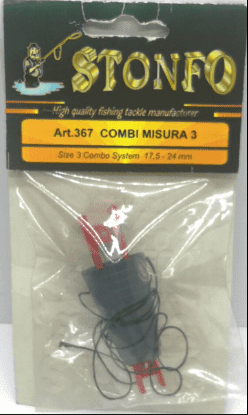 STONFO
High quality fishing tackle manufacturer
Art.367 COMBI MISURA 3
Size 3 Combo System 17,5 - 24 mm